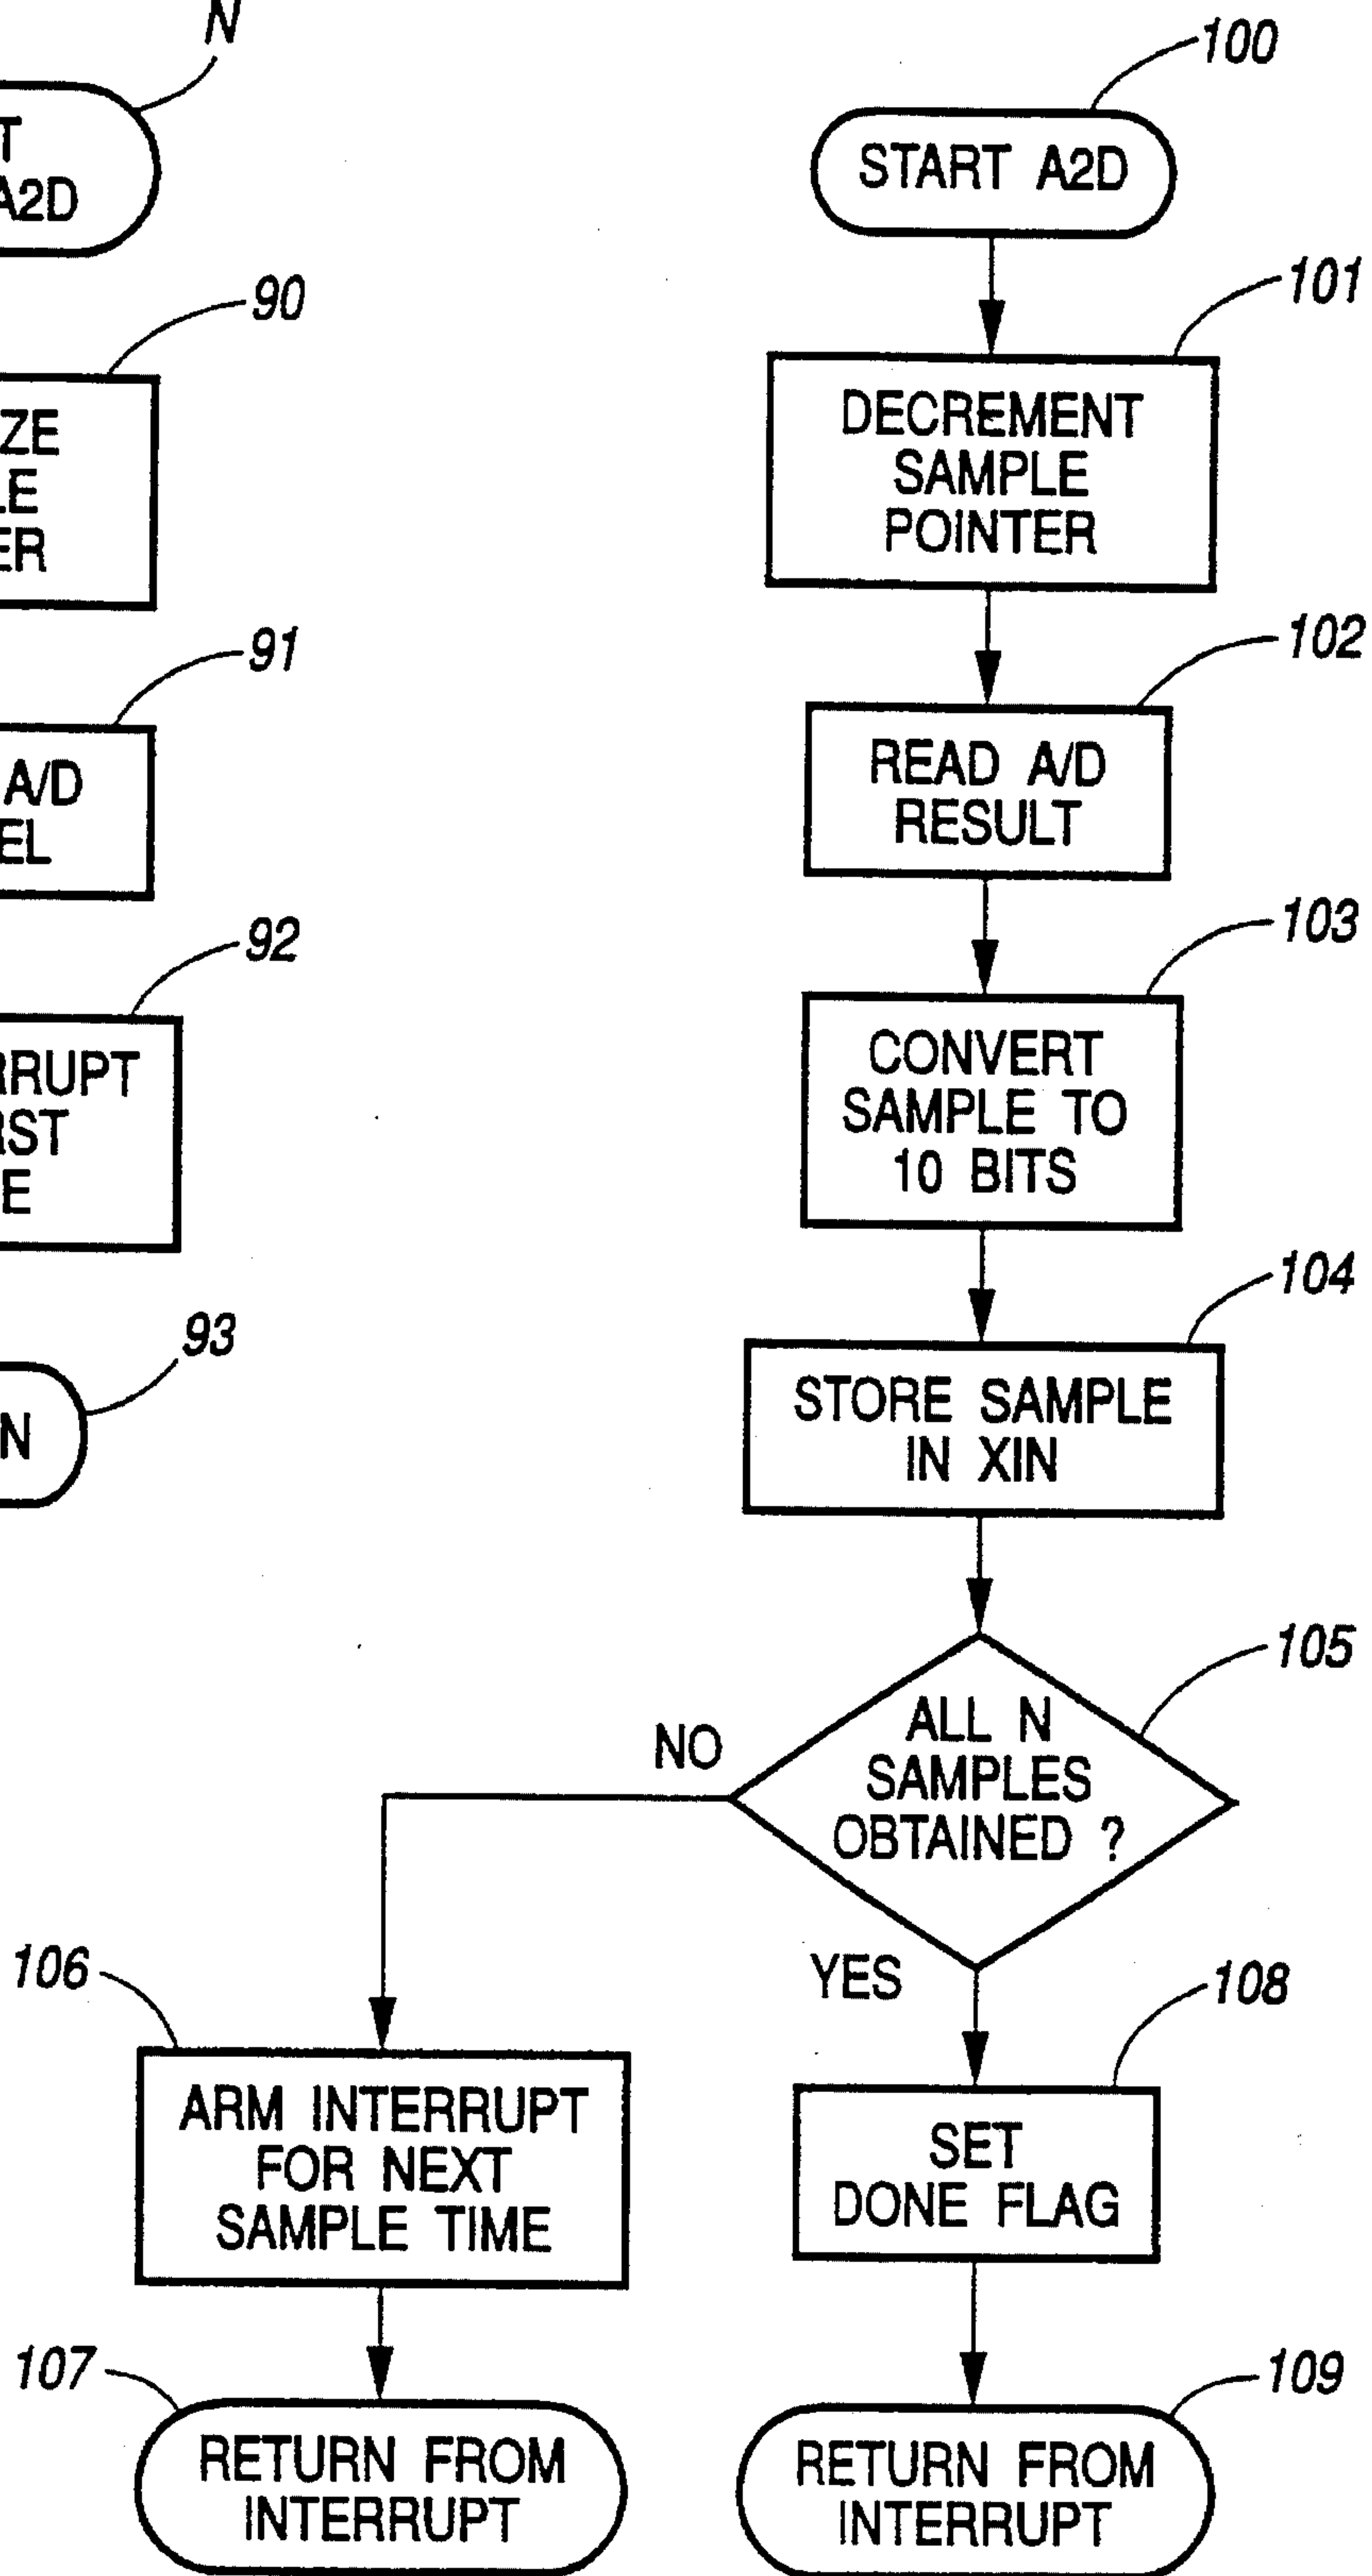 N
T
A2D
90
ZE
LE
ER
91
A/D
EL
92
RRUPT
RST
E
93
N
100
START A2D
101
DECREMENT
SAMPLE
POINTER
102
READ A/D
RESULT
103
CONVERT
SAMPLE TO
10 BITS
104
STORE SAMPLE
IN XIN
105
ALL N
SAMPLES
OBTAINED ?
NO
YES
106
ARM INTERRUPT
FOR NEXT
SAMPLE TIME
107
RETURN FROM
INTERRUPT
108
SET
DONE FLAG
109
RETURN FROM
INTERRUPT